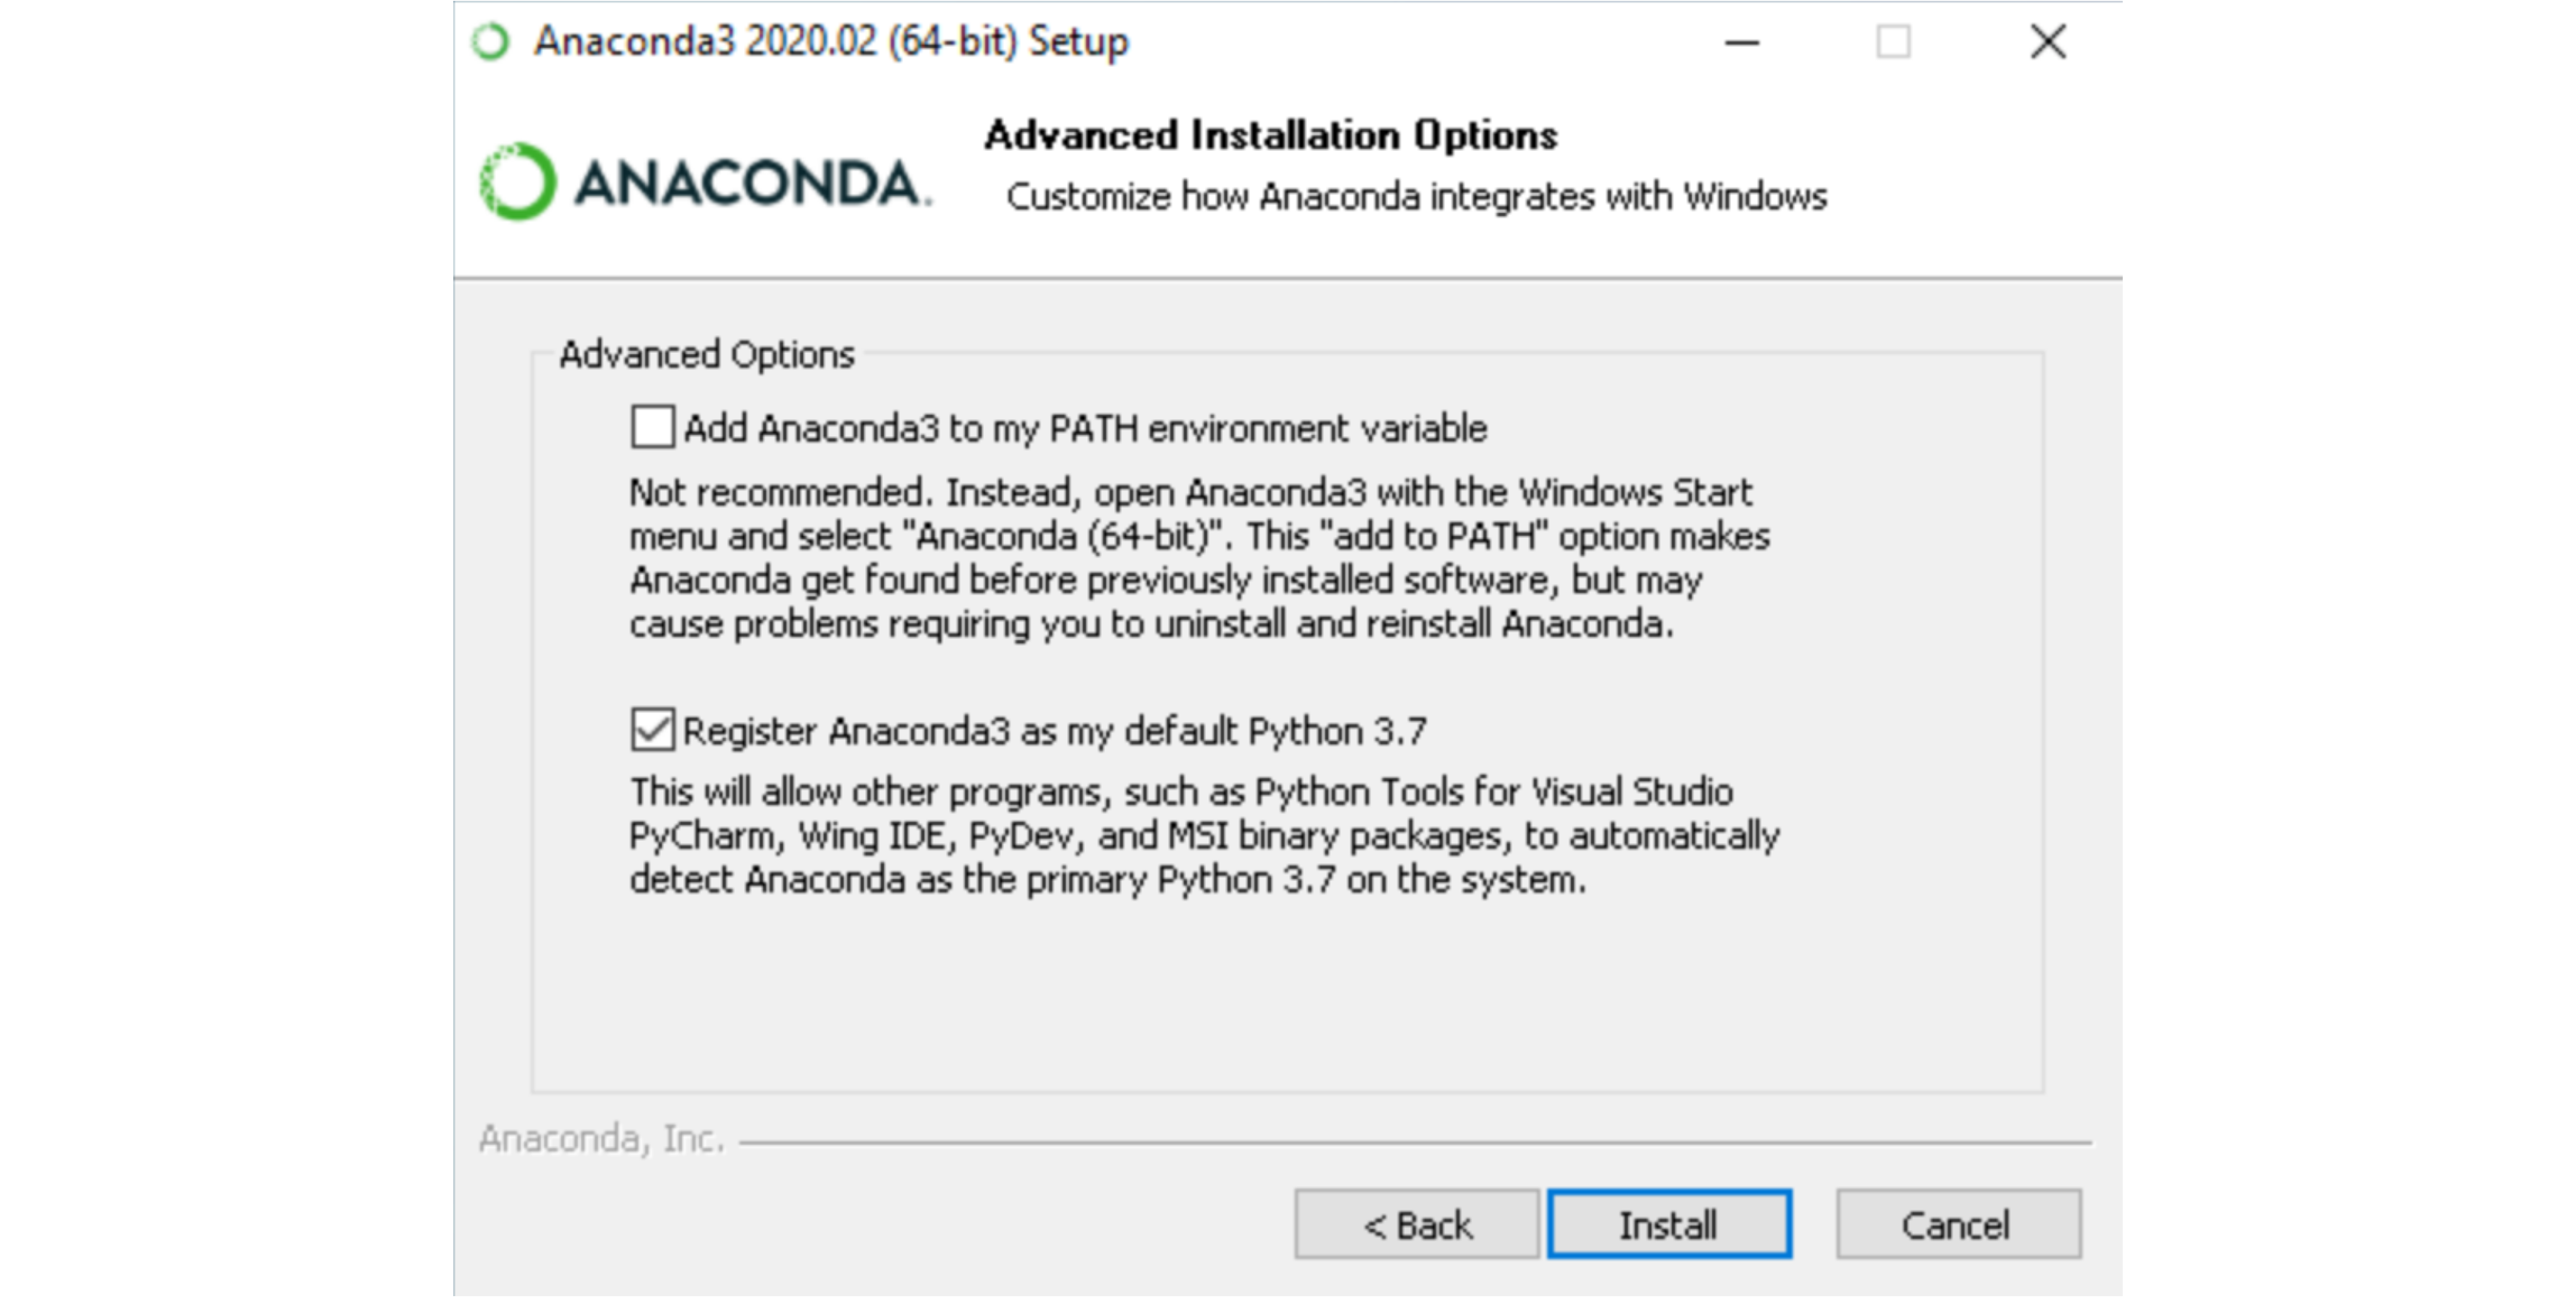 Anaconda3 2020.02 (64-bit) Setup
ANACONDA.
Advanced Installation Options
Customize how Anaconda integrates with Windows
Advanced Options
Add Anaconda3 to my PATH environment variable
Not recommended. Instead, open Anaconda3 with the Windows Start
menu and select "Anaconda (64-bit)". This "add to PATH" option makes
Anaconda get found before previously installed software, but may
cause problems requiring you to uninstall and reinstall Anaconda.
Register Anaconda3 as my default Python 3.7
This will allow other programs, such as Python Tools for Visual Studio
PyCharm, Wing IDE, PyDev, and MSI binary packages, to automatically
detect Anaconda as the primary Python 3.7 on the system.
Anaconda, Inc.
< Back
Install
Cancel